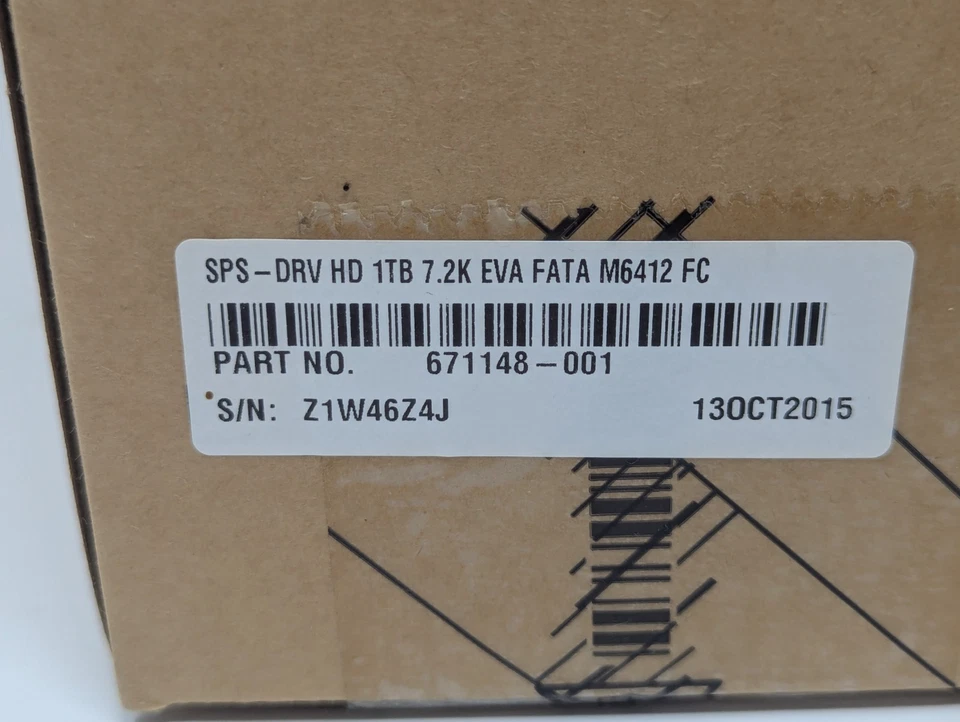 SPS-DRV HD 1TB 7.2K EVA FATA M6412 FC
PART NO. 671148-001
S/N: Z1W46Z4J 13OCT2015